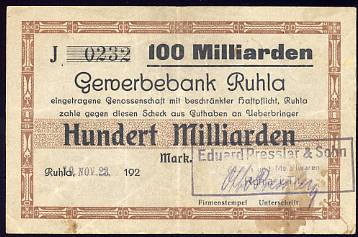 J. 0232 100 Milliarden
Gewerbebank Ruhla
eingetragene Genossenschaft mit beschränkter Haftpflicht, Ruhla
zahle gegen diesen Scheck aus Guthaben an Ueberbringer
Hundert Milliarden
Mark.
Eduard Pressler & Sohn
Ruhla, 9. NOV. 23. 192
Firmenstempel Unterschrift.